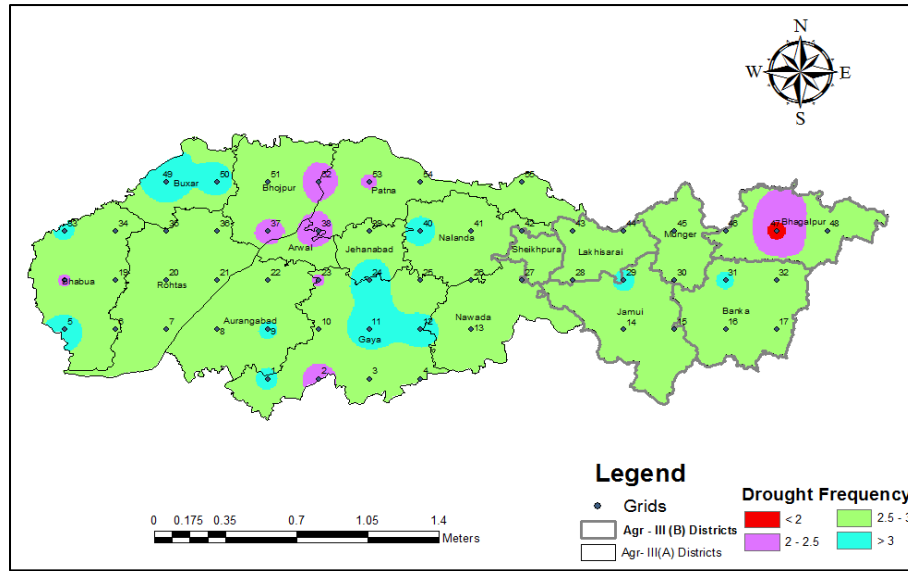 N
W E
S
49 50 51 52 53 54 55
Buxar Bhojpur Patna
33 34 35 36 37 38 39 40 41 42 43 44 45 46 47 48
Arwal Jehanabad Nalanda Sheikhpura Lakhisarai Munger Bhagalpur
19 20 21 22 23 24 25 26 27 28 29 30 31 32
Bhabua Rohtas
Aurangabad Nawada Jamui Banka
5 6 7 8 9 10 11 12 13 14 15 16 17
Gaya
2 3 4
Legend
Grids
Agr - III (B) Districts
Agr- III(A) Districts
Drought Frequency
< 2
2 - 2.5
2.5 - 3
> 3
0 0.175 0.35 0.7 1.05 1.4
Meters